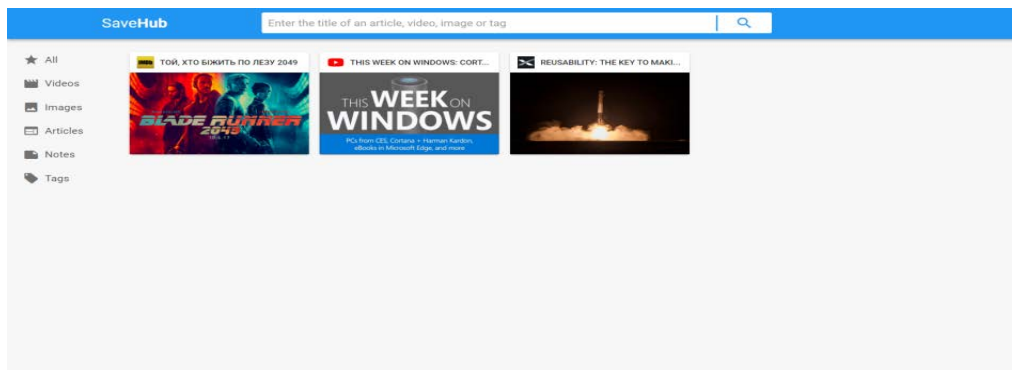 SaveHub
Enter the title of an article, video, image or tag
All
Videos
Images
Articles
Notes
Tags
ТОЙ, ХТО БІЖИТЬ ПО ЛЕЗУ 2049
BLADE RUNNER
2049
THIS WEEK ON WINDOWS: CORT...
THIS WEEK ON
WINDOWS
PCs from CES, Cortana + Harman Kardon,
eBooks in Microsoft Edge, and more
REUSABILITY: THE KEY TO MAKI...